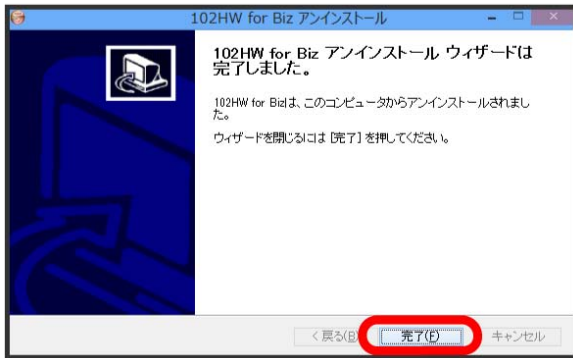 102HW for Biz アンインストール
102HW for Biz アンインストール ウィザードは
完了しました。
102HW for Bizは、このコンピュータからアンインストールされまし
た。
ウィザードを閉じるには [完了] を押してください。
< 戻る(B)
完了(F)
キャンセル